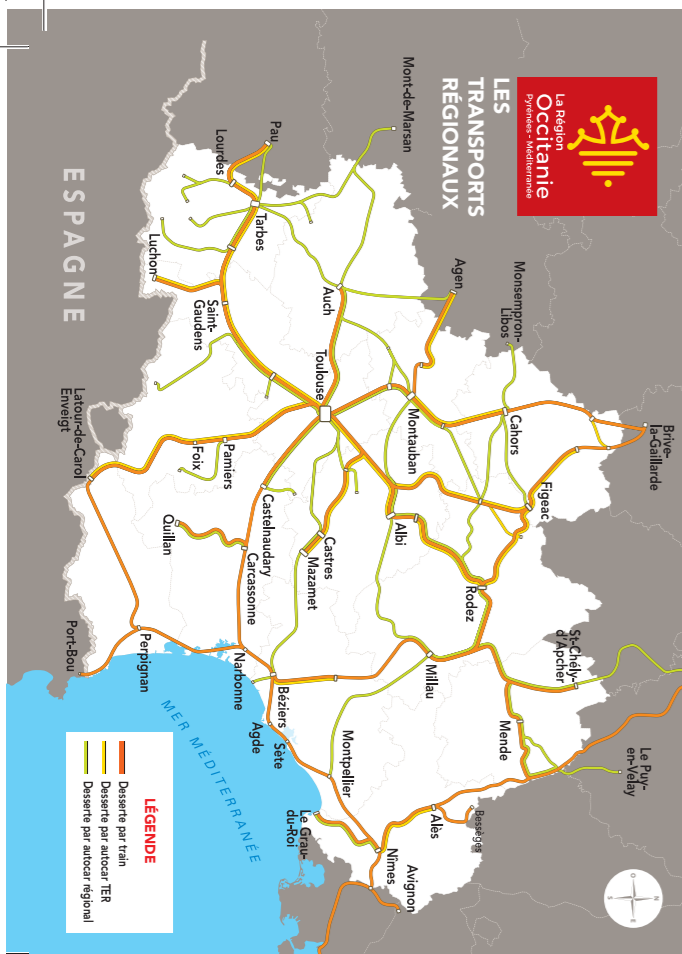 La Région
Occitanie
Pyrénées - Méditerranée
LES
TRANSPORTS
RÉGIONAUX
Mont-de-Marsan
Pau
Lourdes
Tarbes
Luchon
Saint-
Gaudens
Auch
Agen
Monsempron-
Libos
Toulouse
Montauban
Cahors
Brive-
la-Gaillarde
Figeac
Latour-de-Carol
Enveigt
Foix
Pamiers
Castelnaudary
Carcassonne
Quillan
Castres
Mazamet
Albi
Rodez
St-Chély-
d'Apcher
Port-Bou
Perpignan
Narbonne
Béziers
Agde
Sète
Millau
Mende
Le Puy-
en-Velay
Montpellier
Le Grau-
du-Roi
Nîmes
Alès
Bessèges
Avignon
ESPAGNE
MER MÉDITERRANÉE
LÉGENDE
Desserte par train
Desserte par autocar TER
Desserte par autocar régional
N
E
S
O